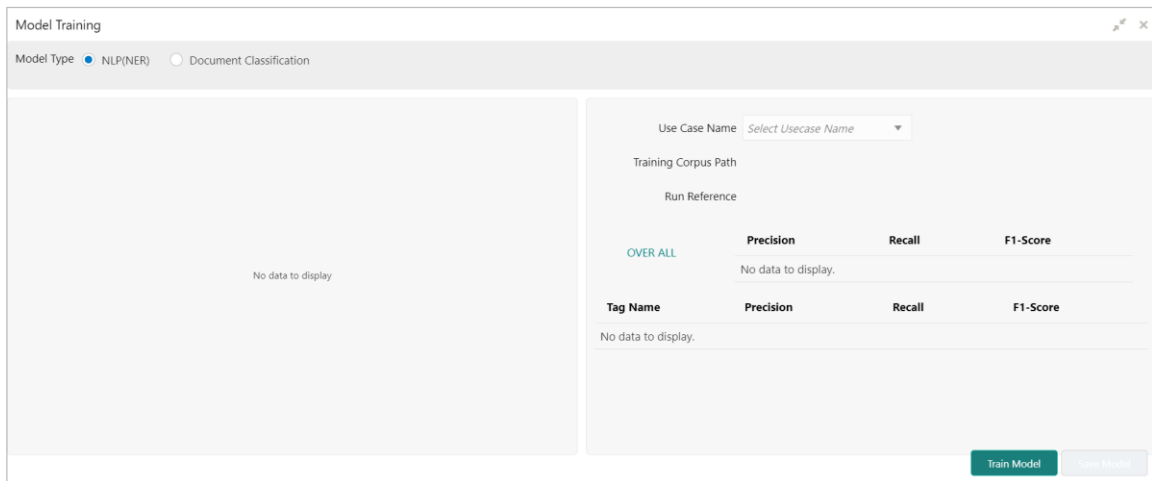 Model Training
Model Type NLP(NER) Document Classification
No data to display
Use Case Name Select Usecase Name
Training Corpus Path
Run Reference
OVER ALL
Precision Recall F1-Score
No data to display.
Tag Name Precision Recall F1-Score
No data to display.
Train Model Save Model